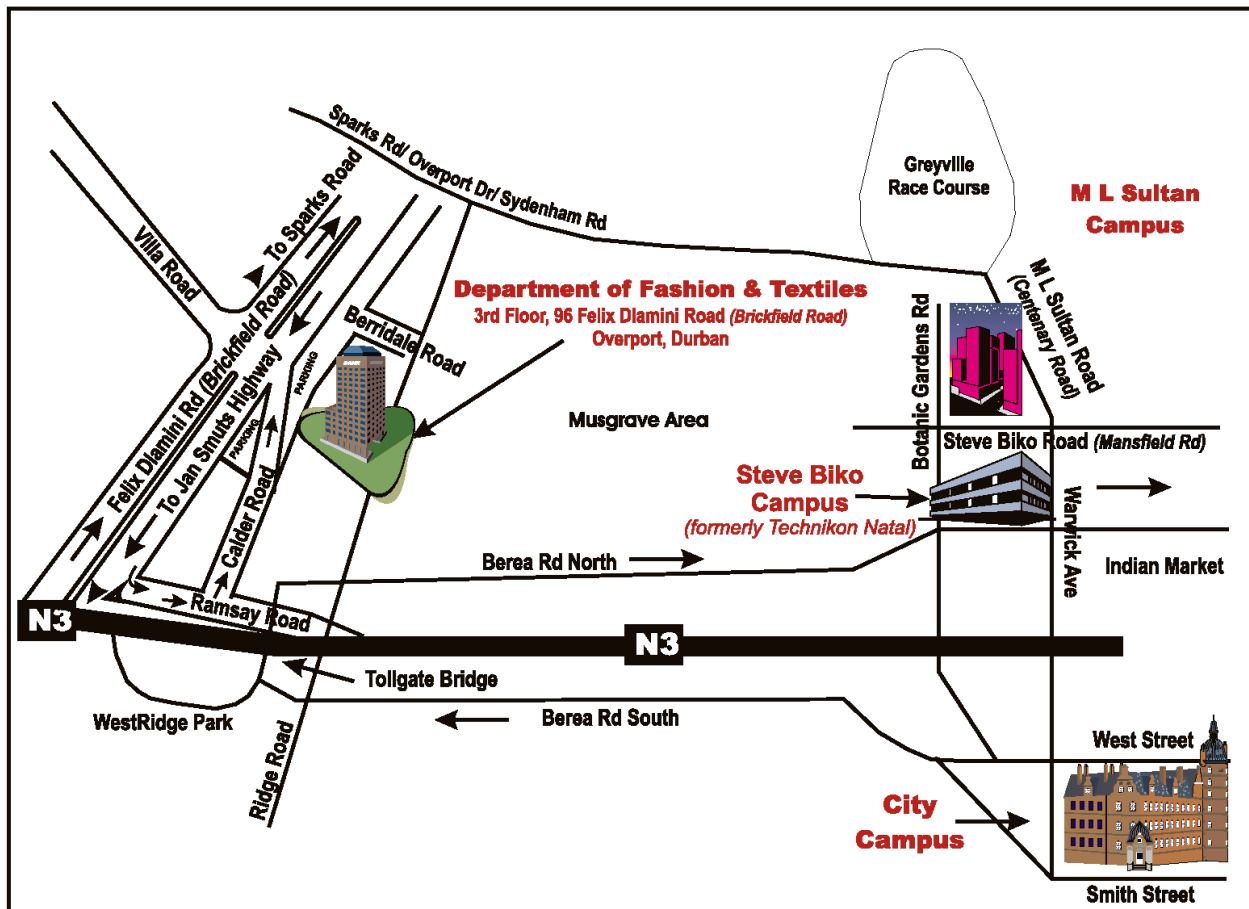 Sparks Rd/ Overport Dr/ Sydenham Rd
Greyville
Race Course
M L Sultan
Campus
Villa Road
To Sparks Road
Felix Dlamini Rd (Brickfield Road)
To Jan Smuts Highway
PARKING
PARKING
Berridale Road
Department of Fashion & Textiles
3rd Floor, 96 Felix Dlamini Road (Brickfield Road)
Overport, Durban
Botanic Gardens Rd
M L Sultan Road
(Centenary Road)
Musgrave Area
Steve Biko Road (Mansfield Rd)
Steve Biko
Campus
(formerly Technikon Natal)
Warwick Ave
Calder Road
Berea Rd North
Indian Market
Ramsay Road
N3
N3
Tollgate Bridge
WestRidge Park
Berea Rd South
Ridge Road
West Street
City
Campus
Smith Street